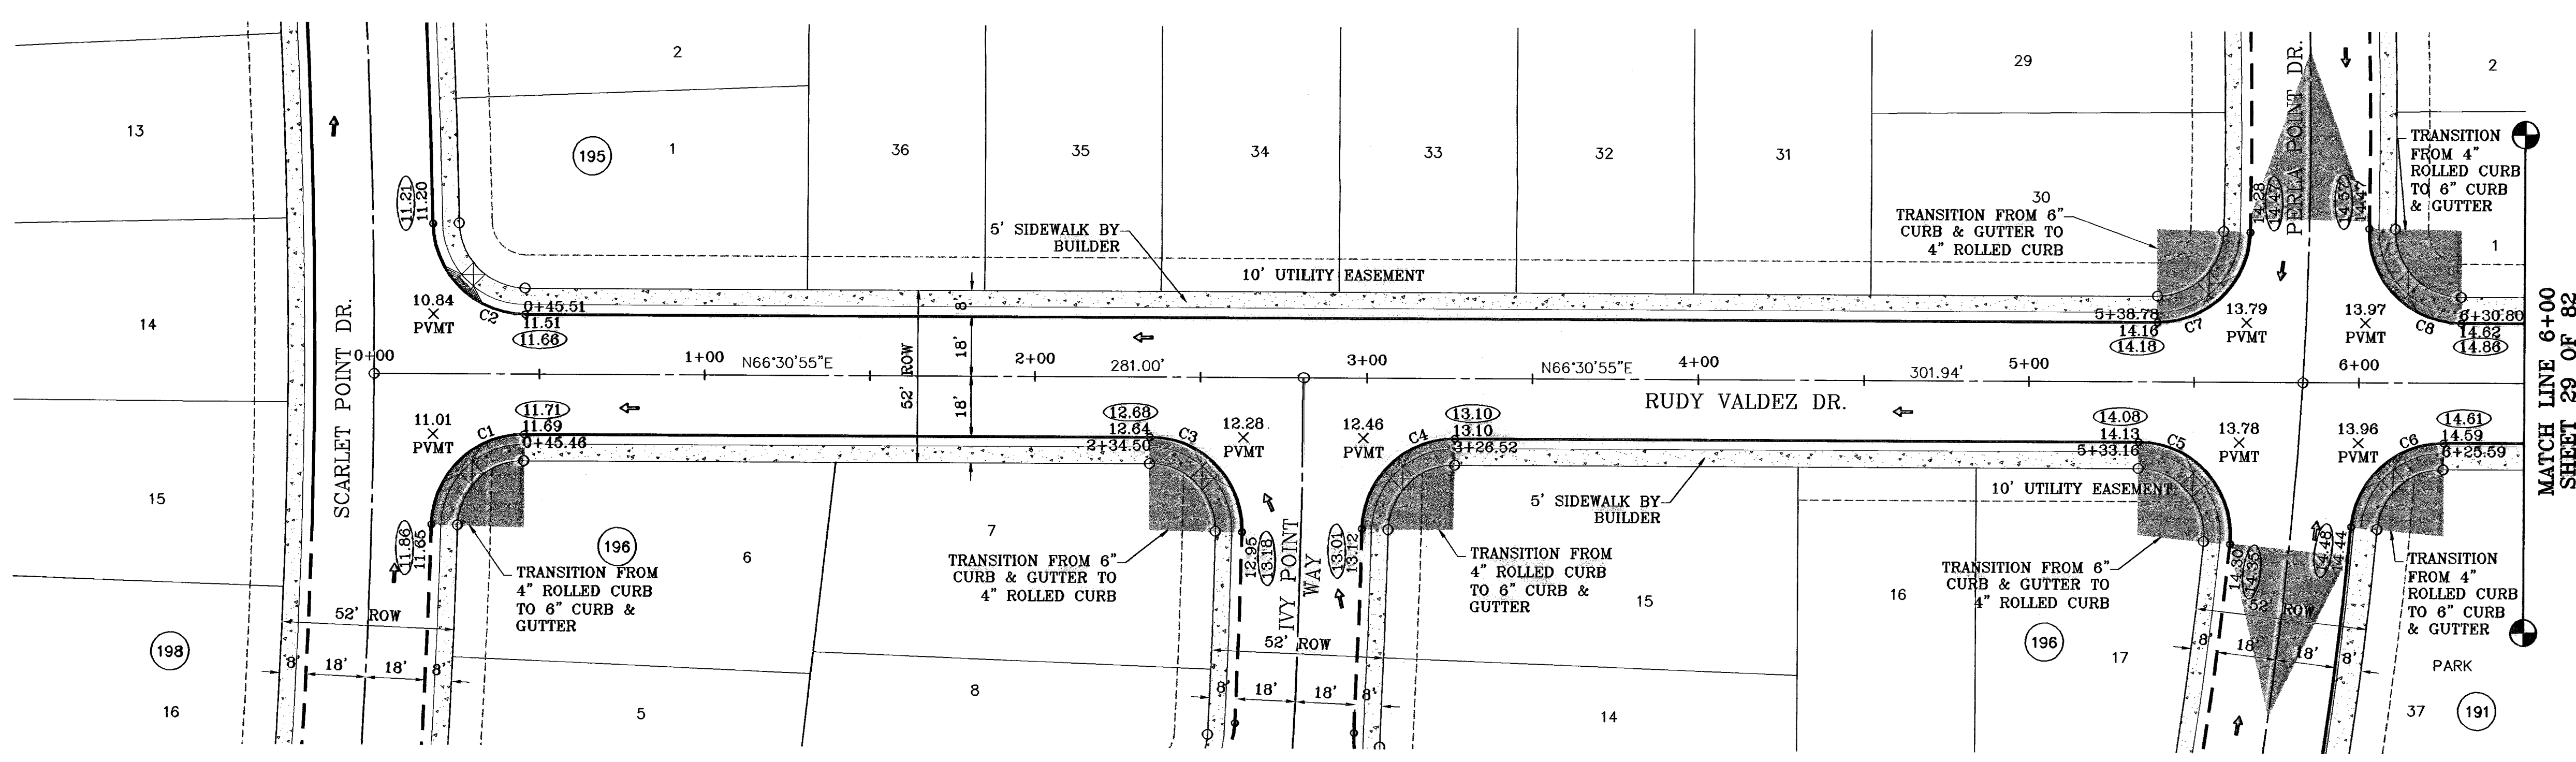 13
14
15
16
198
SCARLET POINT DR.
2
1
195
36
35
34
33
32
31
29
30
2
1
11.21
11.20
10.84
PVMT
C2
0+45.51
11.51
11.66
5' SIDEWALK BY
BUILDER
10' UTILITY EASEMENT
8'
18'
18'
52' ROW
TRANSITION FROM 6"
CURB & GUTTER TO
4" ROLLED CURB
5+38.78
14.16
14.18
C7
13.79
PVMT
14.28
14.47
PERLA POINT DR.
14.57
14.47
13.97
PVMT
C8
6+30.80
14.62
14.86
TRANSITION
FROM 4"
ROLLED CURB
TO 6" CURB
& GUTTER
MATCH LINE 6+00
SHEET 29 OF 82
0+00
1+00
N66°30'55"E
2+00
281.00'
3+00
N66°30'55"E
4+00
301.94'
5+00
6+00
RUDY VALDEZ DR.
11.01
PVMT
C1
11.71
11.69
0+45.46
11.86
11.65
TRANSITION FROM
4" ROLLED CURB
TO 6" CURB &
GUTTER
196
52' ROW
8'
18'
18'
8'
5
6
7
8
12.68
12.64
2+34.50
C3
12.28
PVMT
12.95
13.18
TRANSITION FROM 6"
CURB & GUTTER TO
4" ROLLED CURB
IVY POINT
WAY
12.46
PVMT
C4
13.10
13.10
3+26.52
13.01
13.12
TRANSITION FROM
4" ROLLED CURB
TO 6" CURB &
GUTTER
52' ROW
8'
18'
18'
8'
5' SIDEWALK BY
BUILDER
15
14
16
10' UTILITY EASEMENT
14.08
14.13
5+33.16
C5
13.78
PVMT
14.30
14.35
TRANSITION FROM 6"
CURB & GUTTER TO
4" ROLLED CURB
196
17
52' ROW
8'
18'
18'
8'
13.96
PVMT
C6
14.61
14.59
6+25.59
14.48
14.44
TRANSITION
FROM 4"
ROLLED CURB
TO 6" CURB
& GUTTER
PARK
37
191